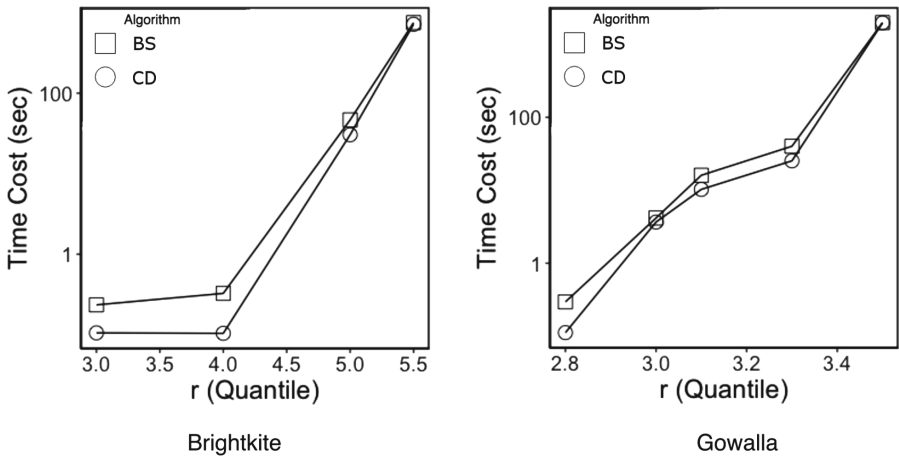 Algorithm
BS
CD
Time Cost (sec)
100
1
3.0 3.5 4.0 4.5 5.0 5.5
r (Quantile)
Brightkite
Algorithm
BS
CD
Time Cost (sec)
100
1
2.8 3.0 3.2 3.4
r (Quantile)
Gowalla